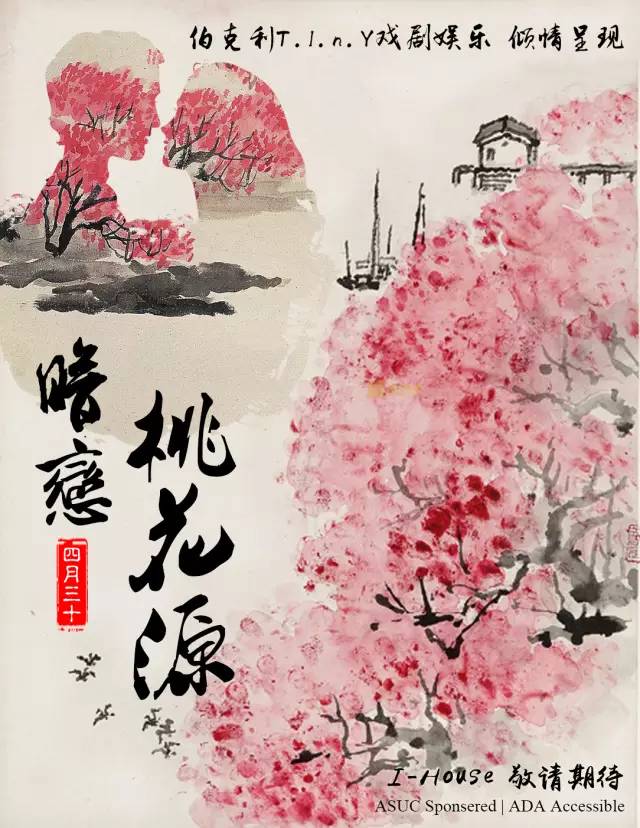 伯克利T.I.n.Y戏剧娱乐 倾情呈现
暗戀
桃花源
四月三十
I-House 敬请期待
ASUC Sponsered | ADA Accessible